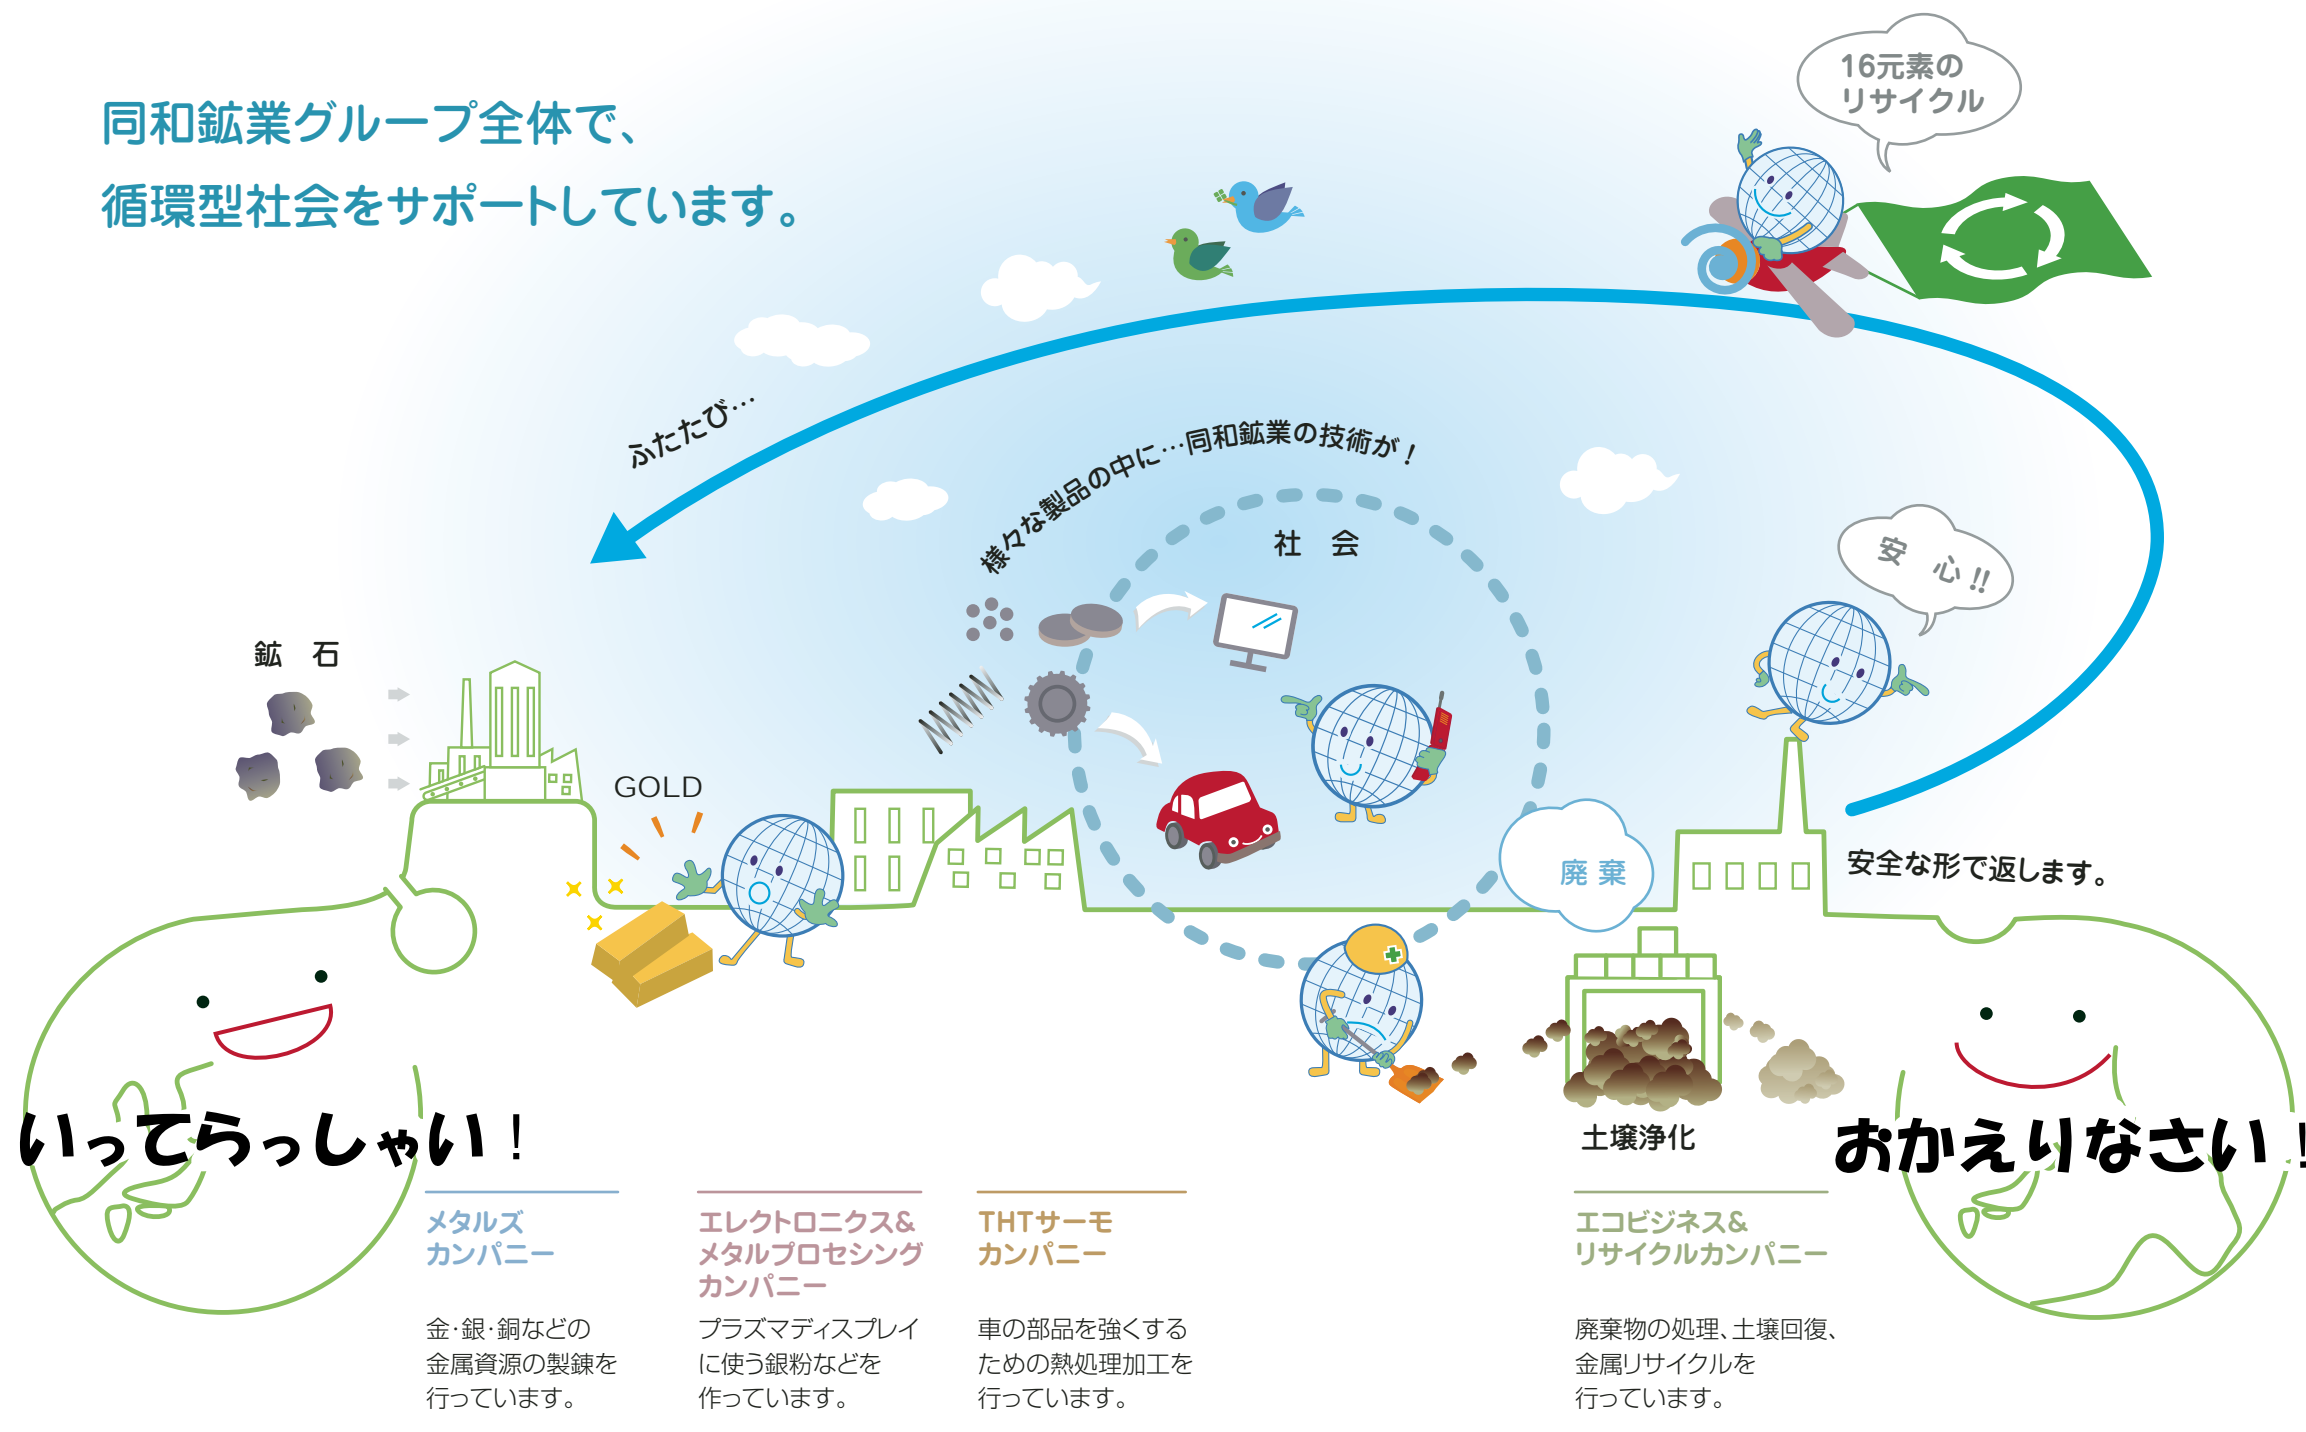 同和鉱業グループ全体で、
循環型社会をサポートしています。
16元素の
リサイクル
ふたたび…
様々な製品の中に…同和鉱業の技術が！
社　会
安　心!!
鉱　石
GOLD
廃 棄
安全な形で返します。
いってらっしゃい！
土壌浄化
おかえりなさい！
メタルズ
カンパニー
金･銀･銅などの
金属資源の製錬を
行っています。
エレクトロニクス&
メタルプロセシング
カンパニー
プラズマディスプレイ
に使う銀粉などを
作っています。
THTサーモ
カンパニー
車の部品を強くする
ための熱処理加工を
行っています。
エコビジネス&
リサイクルカンパニー
廃棄物の処理、土壌回復、
金属リサイクルを
行っています。